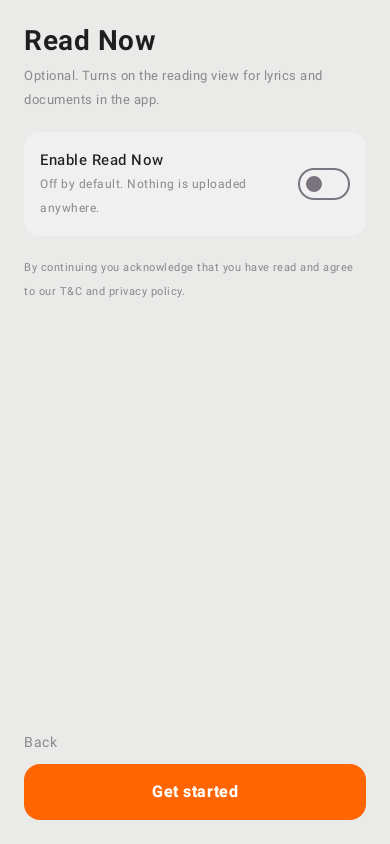 Read Now
Optional. Turns on the reading view for lyrics and
documents in the app.
Enable Read Now
Off by default. Nothing is uploaded
anywhere.
By continuing you acknowledge that you have read and agree
to our T&C and privacy policy.
Back
Get started